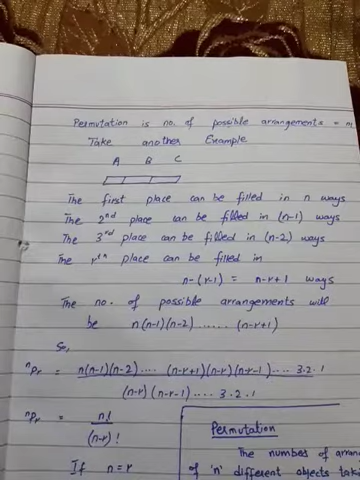 Permutation is no. of possible arrangements =
Take another Example
A B C
The first place can be filled in n ways
The 2nd place can be filled in (n-1) ways
The 3rd place can be filled in (n-2) ways
The rth place can be filled in
n-(r-1) = n-r+1 ways
The no. of possible arrangements will
be n(n-1)(n-2)....... (n-r+1)
So,
nPr = n(n-1)(n-2).... (n-r+1)(n-r)(n-r-1).... 3.2.1
(n-r)(n-r-1).... 3.2.1
nPr = n!
(n-r)!
If n=r
Permutation
The number of
of 'n' different objects